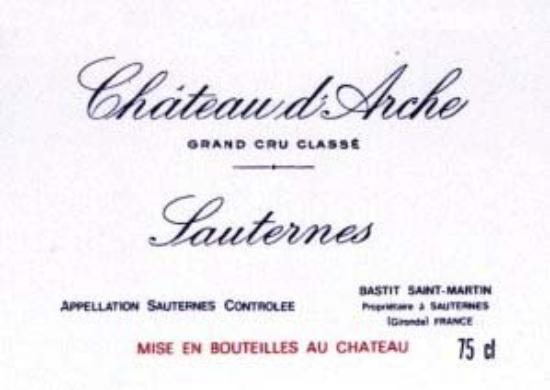 Château d'Arche
GRAND CRU CLASSÉ
Sauternes
APPELLATION SAUTERNES CONTROLEE
BASTIT SAINT-MARTIN
Propriétaire à SAUTERNES
(Gironde) FRANCE
MISE EN BOUTEILLES AU CHATEAU
75 cl